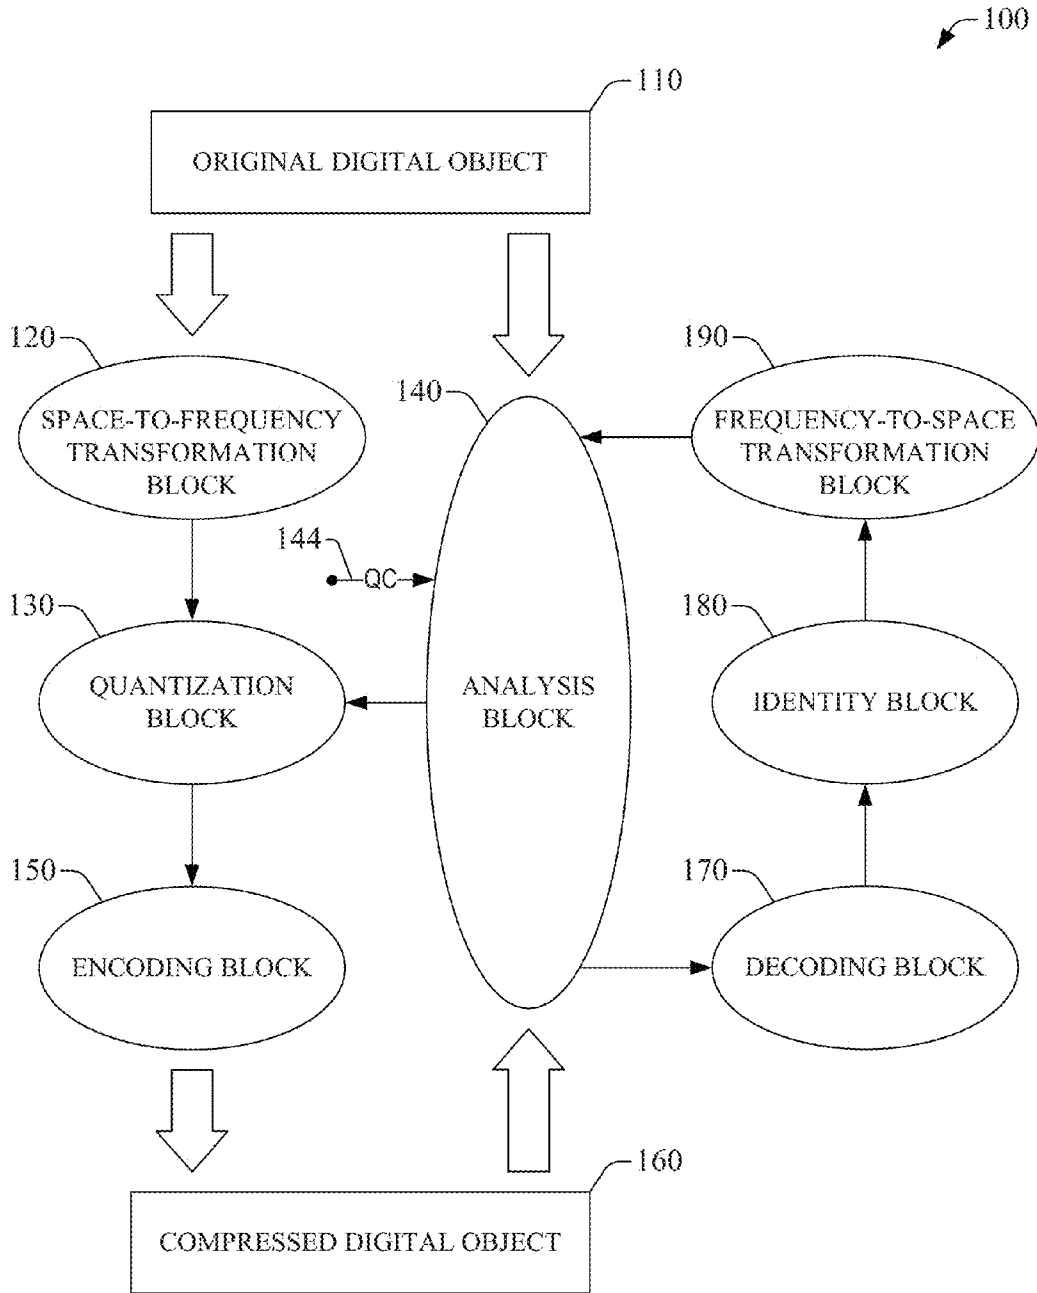 100
110
ORIGINAL DIGITAL OBJECT
120
SPACE-TO-FREQUENCY
TRANSFORMATION
BLOCK
140
190
FREQUENCY-TO-SPACE
TRANSFORMATION
BLOCK
144
QC
130
QUANTIZATION
BLOCK
ANALYSIS
BLOCK
180
IDENTITY BLOCK
150
ENCODING BLOCK
170
DECODING BLOCK
160
COMPRESSED DIGITAL OBJECT